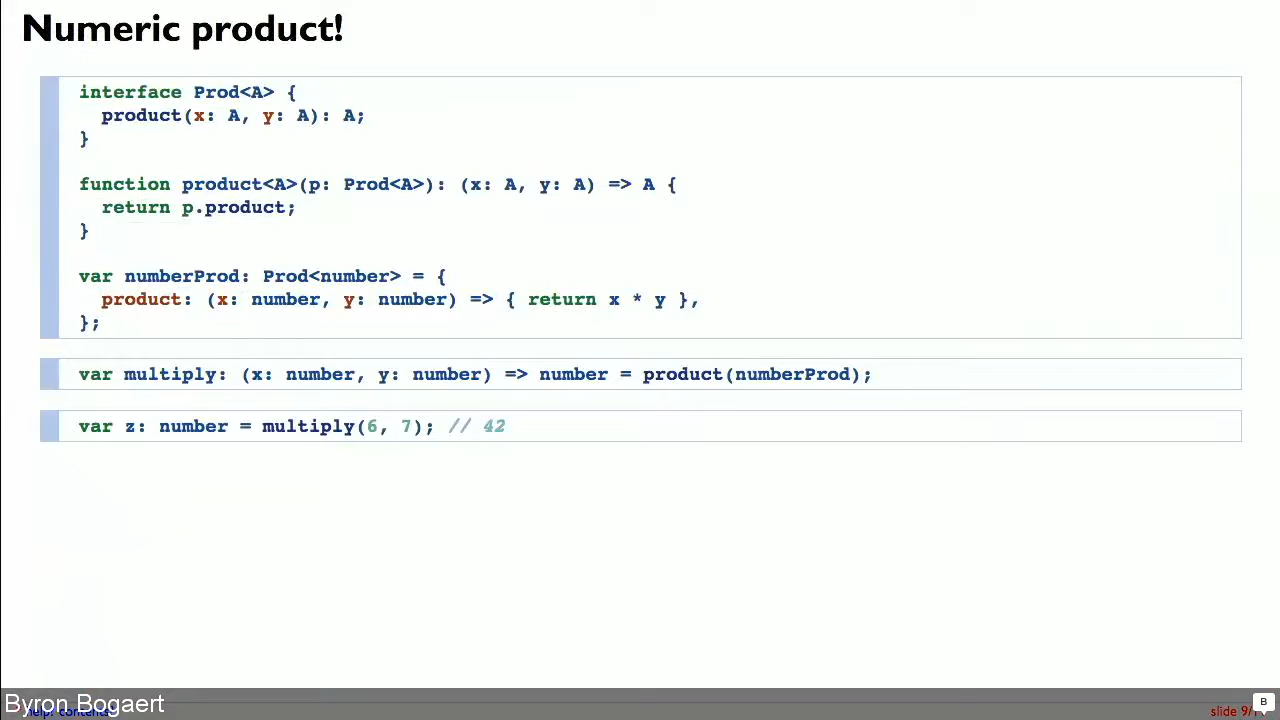 Numeric product!
interface Prod<A> {
  product(x: A, y: A): A;
}
function product<A>(p: Prod<A>): (x: A, y: A) => A {
  return p.product;
}
var numberProd: Prod<number> = {
  product: (x: number, y: number) => { return x * y },
};
var multiply: (x: number, y: number) => number = product(numberProd);
var z: number = multiply(6, 7); // 42
Byron Bogaert
B
slide